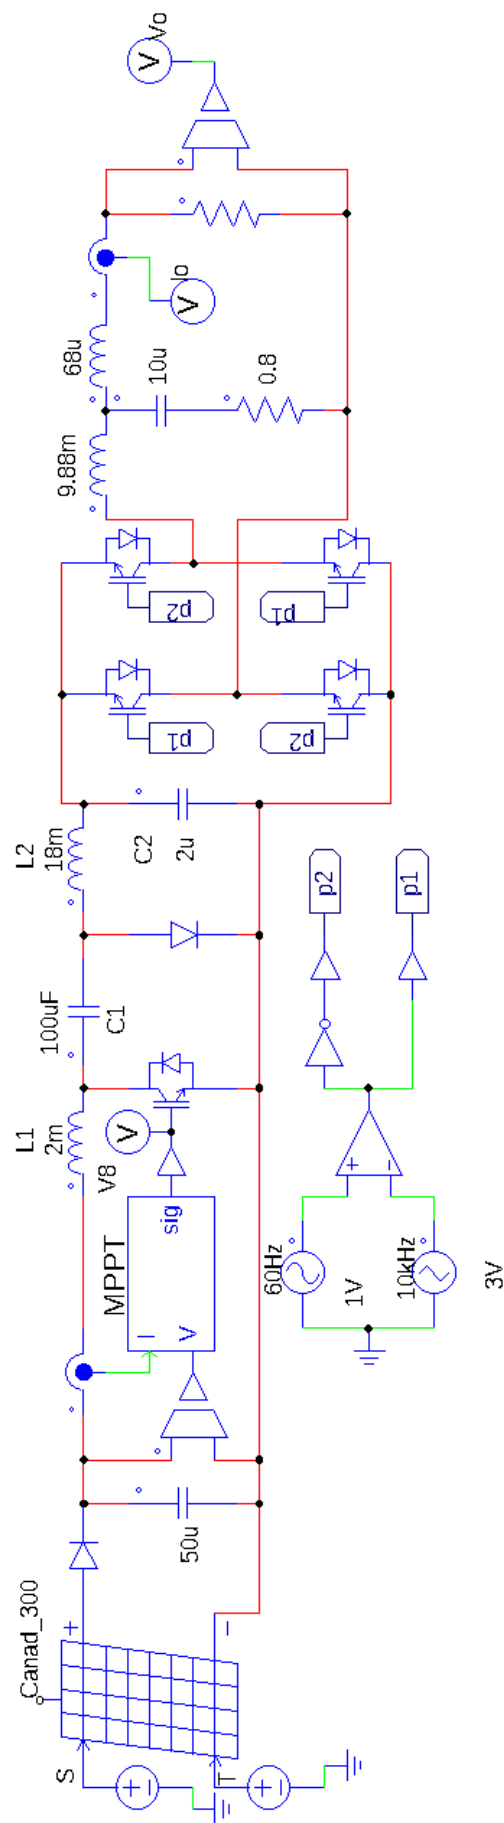 Canad_300
S
T
+
−
+
−
+
−
50u
MPPT
I
V
sig
V8
V
L1
2m
100uF
C1
L2
18m
C2
2u
p1
p2
p2
p1
9.88m
68u
10u
0.8
Io
V
Vo
V
60Hz
1V
10kHz
3V
+
−
p2
p1